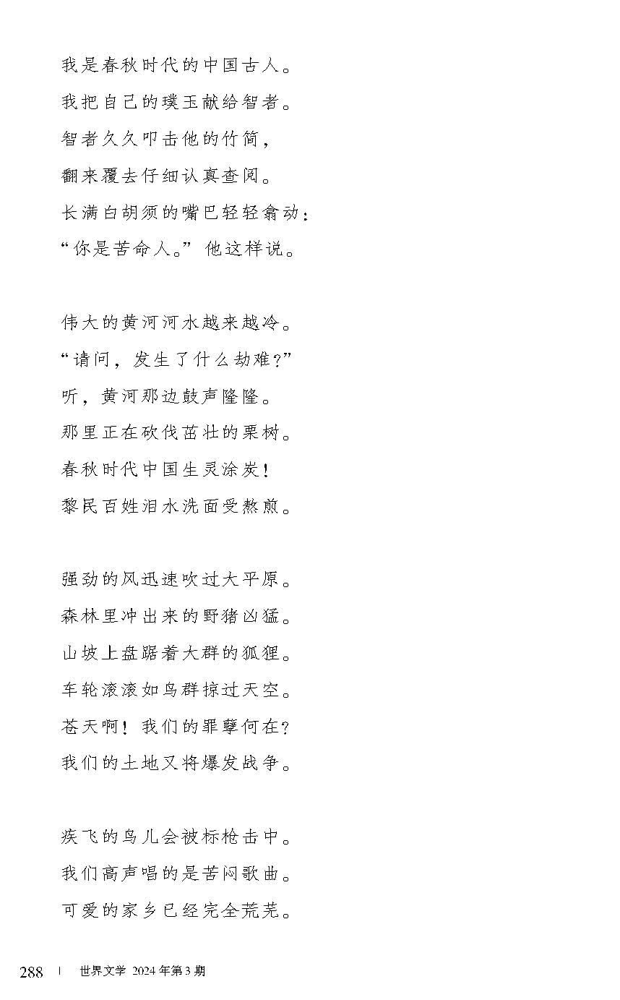 我是春秋时代的中国古人。
我把自己的璞玉献给智者。
智者久久叩击他的竹简，
翻来覆去仔细认真查阅。
长满白胡须的嘴巴轻轻翕动：
“你是苦命人。” 他这样说。
伟大的黄河河水越来越冷。
“请问，发生了什么劫难？”
听，黄河那边鼓声隆隆。
那里正在砍伐茁壮的栗树。
春秋时代中国生灵涂炭！
黎民百姓泪水洗面受熬煎。
强劲的风迅速吹过大平原。
森林里冲出来的野猪凶猛。
山坡上盘踞着大群的狐狸。
车轮滚滚如鸟群掠过天空。
苍天啊！我们的罪孽何在？
我们的土地又将爆发战争。
疾飞的鸟儿会被标枪击中。
我们高声唱的是苦闷歌曲。
可爱的家乡已经完全荒芜。
288 | 世界文学 2024 年第 3 期